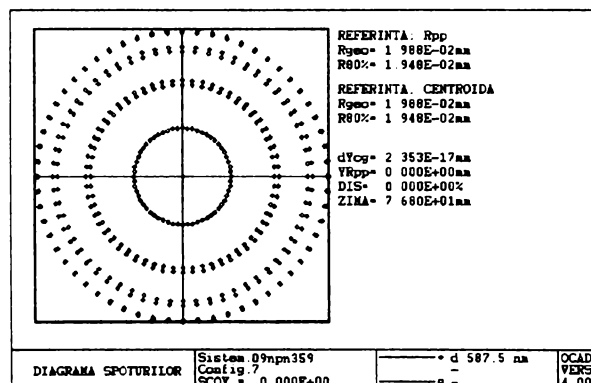 REFERINTA: Rpp
Rgeo= 1 988E-02mm
R80%= 1.948E-02mm
REFERINTA. CENTROIDA
Rgeo= 1 988E-02mm
R80%= 1 948E-02mm
dYcg= 2 353E-17mm
YRpp= 0 000E+00mm
DIS= 0 000E+00%
ZIMA= 7 680E+01mm
DIAGRAMA SPOTURILOR
Sistem.09npn359
Config.7
SCOV = 0.000E+00
d 587.5 nm
OCAD
VERS
4 00